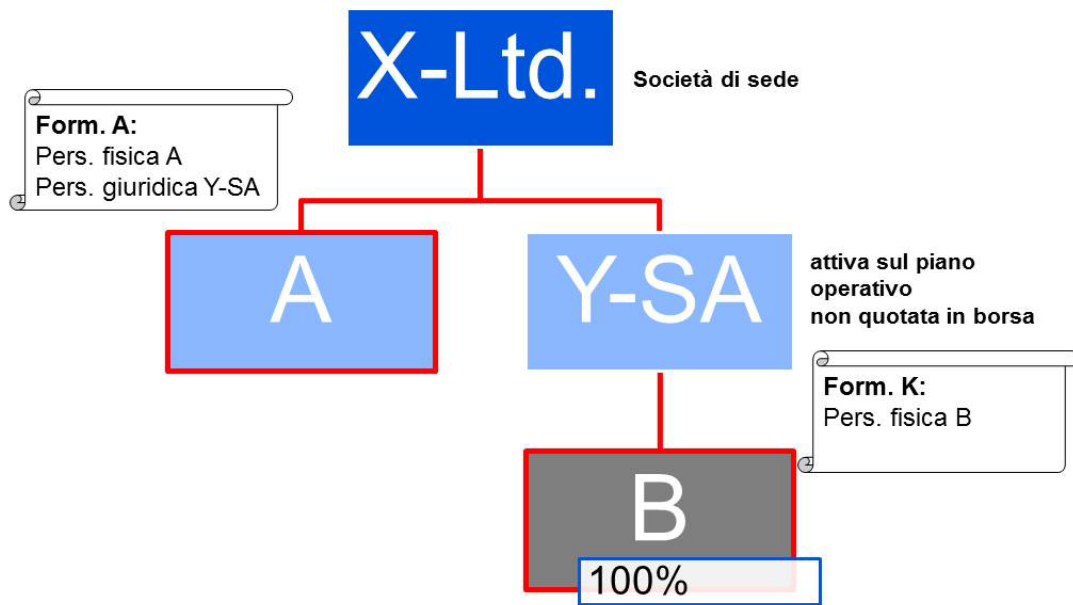 X-Ltd.
Società di sede
Form. A:
Pers. fisica A
Pers. giuridica Y-SA
A
Y-SA
attiva sul piano
operativo
non quotata in borsa
Form. K:
Pers. fisica B
B
100%